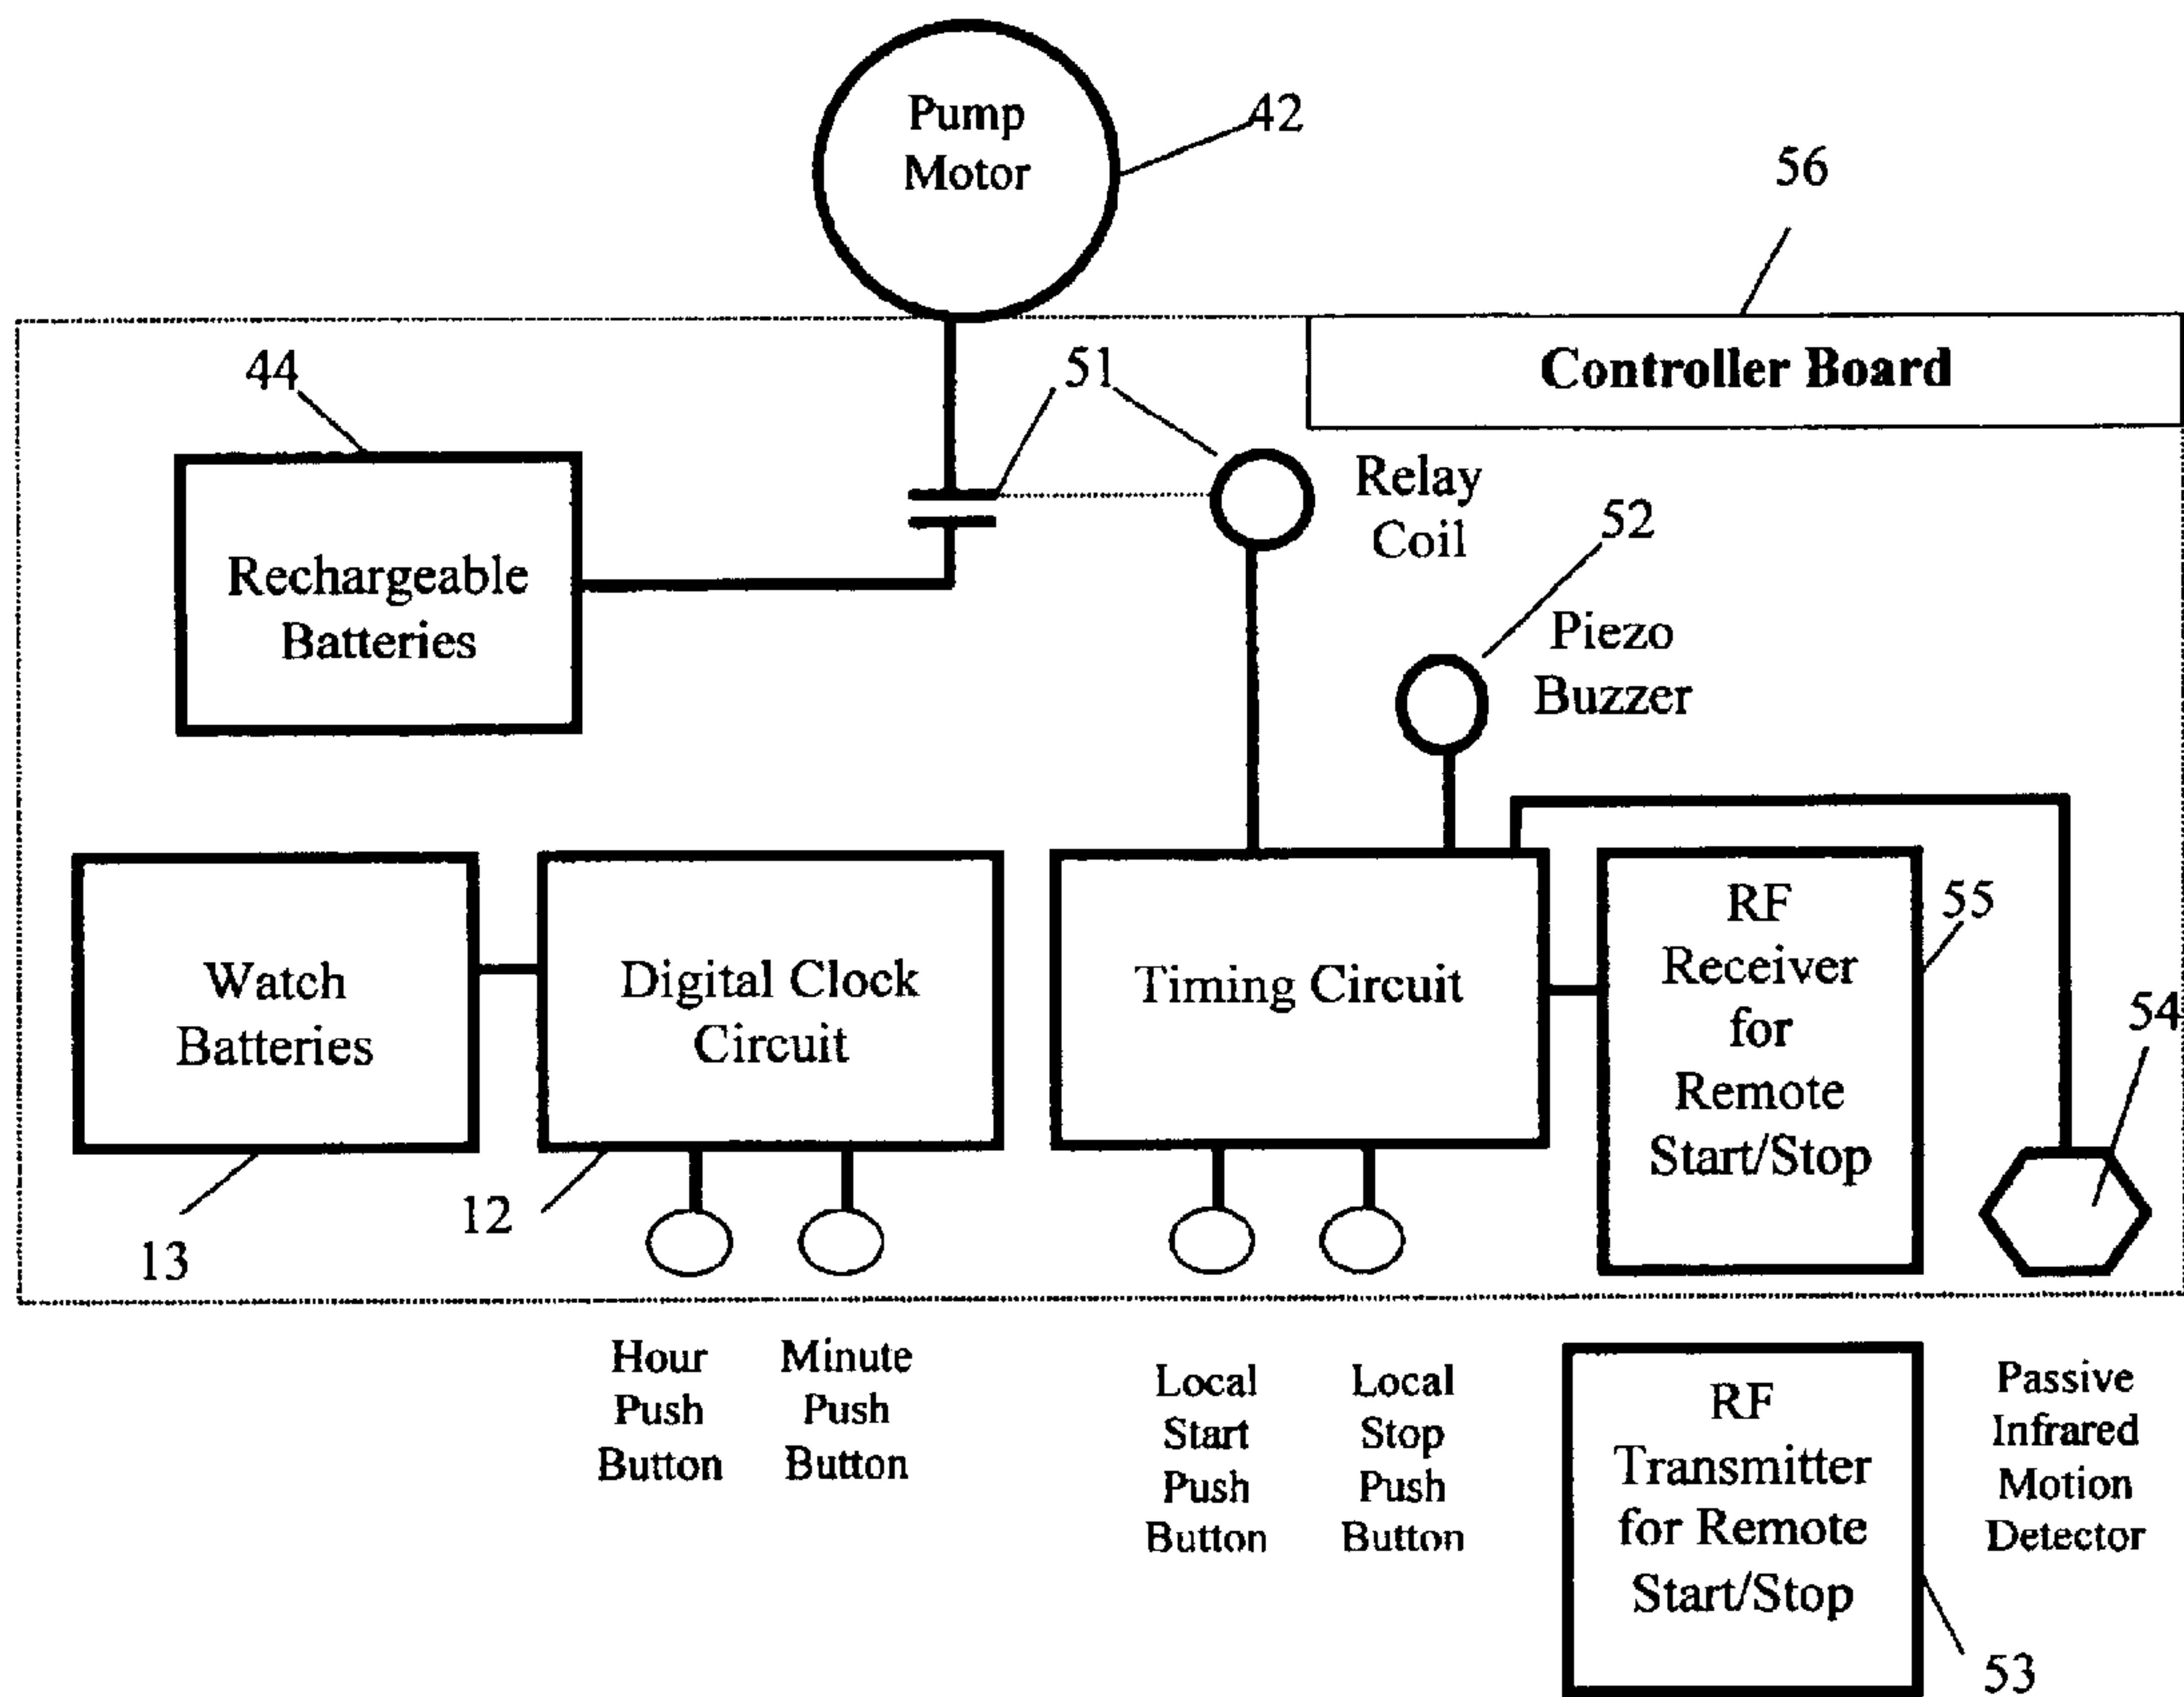 Pump
Motor
42
56
Controller Board
44
51
Relay
Coil
52
Rechargeable
Batteries
Piezo
Buzzer
Watch
Batteries
Digital Clock
Circuit
Timing Circuit
RF
Receiver
for
Remote
Start/Stop
55
54
13
12
Hour
Push
Button
Minute
Push
Button
Local
Start
Push
Button
Local
Stop
Push
Button
RF
Transmitter
for Remote
Start/Stop
Passive
Infrared
Motion
Detector
53